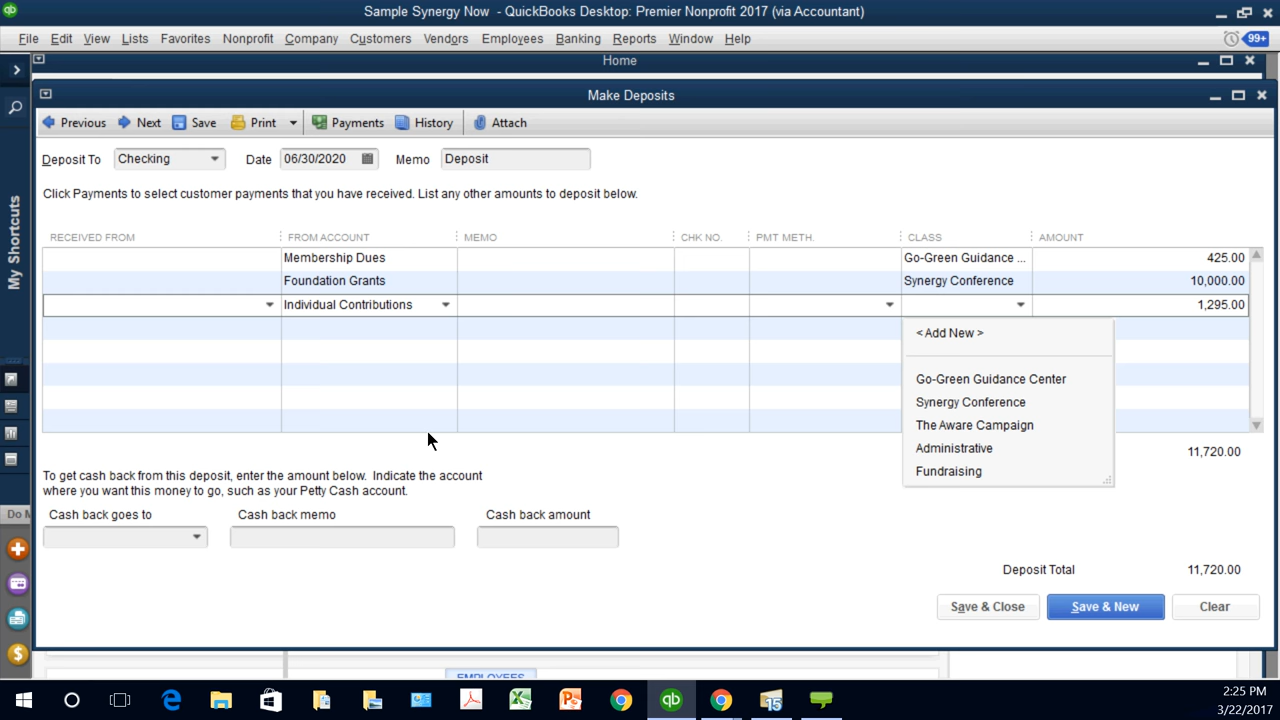 Sample Synergy Now - QuickBooks Desktop: Premier Nonprofit 2017 (via Accountant)
File Edit View Lists Favorites Nonprofit Company Customers Vendors Employees Banking Reports Window Help 99+
Home
Make Deposits
Previous Next Save Print Payments History Attach
Deposit To Checking Date 06/30/2020 Memo Deposit
Click Payments to select customer payments that you have received. List any other amounts to deposit below.
My Shortcuts
RECEIVED FROM FROM ACCOUNT MEMO CHK NO. PMT METH. CLASS AMOUNT
Membership Dues Go-Green Guidance ... 425.00
Foundation Grants Synergy Conference 10,000.00
Individual Contributions 1,295.00
< Add New >
Go-Green Guidance Center
Synergy Conference
The Aware Campaign
Administrative
Fundraising
11,720.00
To get cash back from this deposit, enter the amount below. Indicate the account
where you want this money to go, such as your Petty Cash account.
Cash back goes to Cash back memo Cash back amount
Do M
Deposit Total 11,720.00
Save & Close Save & New Clear
EMPLOYEES
2:25 PM
3/22/2017
15